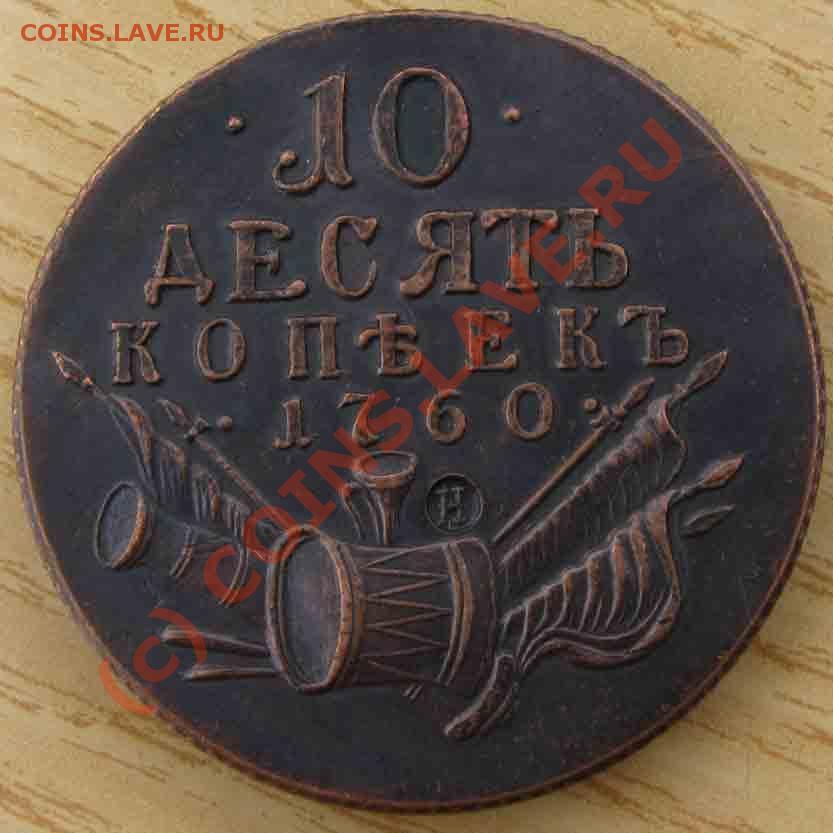 COINS.LAVE.RU
· 10 ·
ДЕСЯТЬ
КОПѢЕКЪ
· 1760 ·
Н
(c) COINS.LAVE.RU